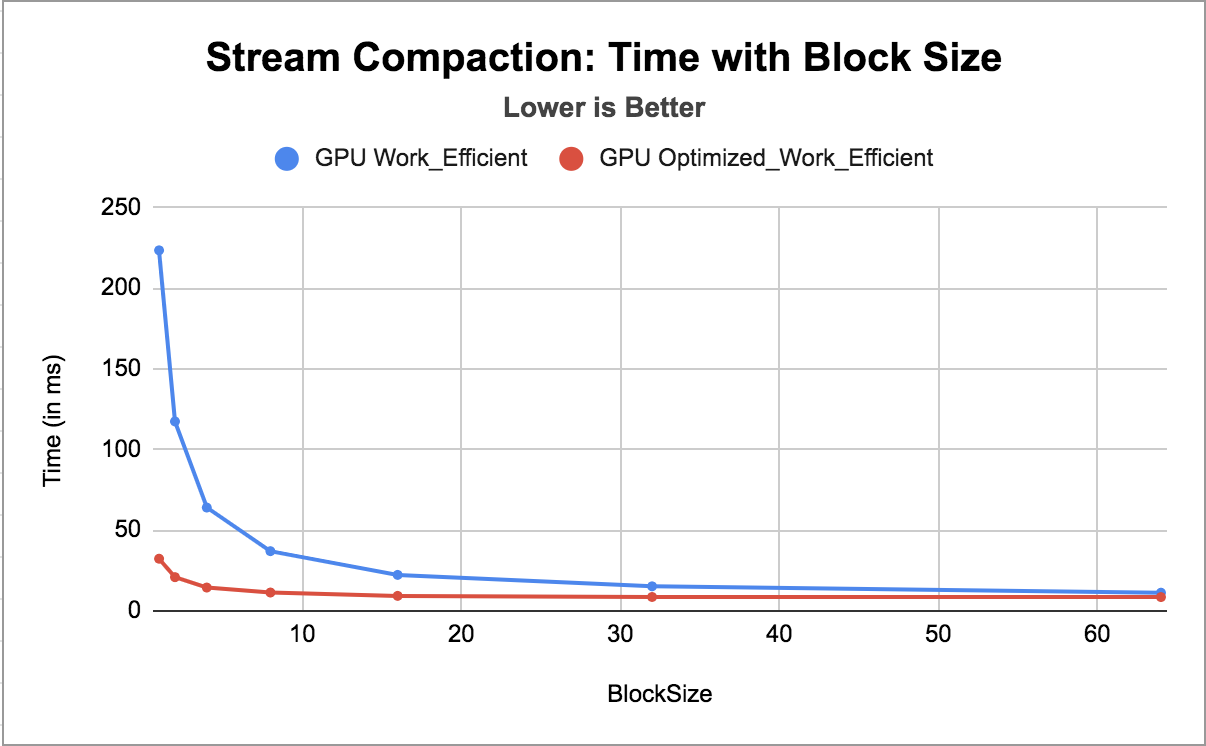 Stream Compaction: Time with Block Size
Lower is Better
GPU Work_Efficient GPU Optimized_Work_Efficient
250
200
150
100
50
0
Time (in ms)
10 20 30 40 50 60
BlockSize